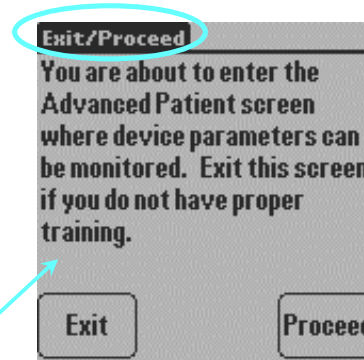 Exit/Proceed
You are about to enter the
Advanced Patient screen
where device parameters can
be monitored. Exit this screen
if you do not have proper
training.
Exit
Proceed